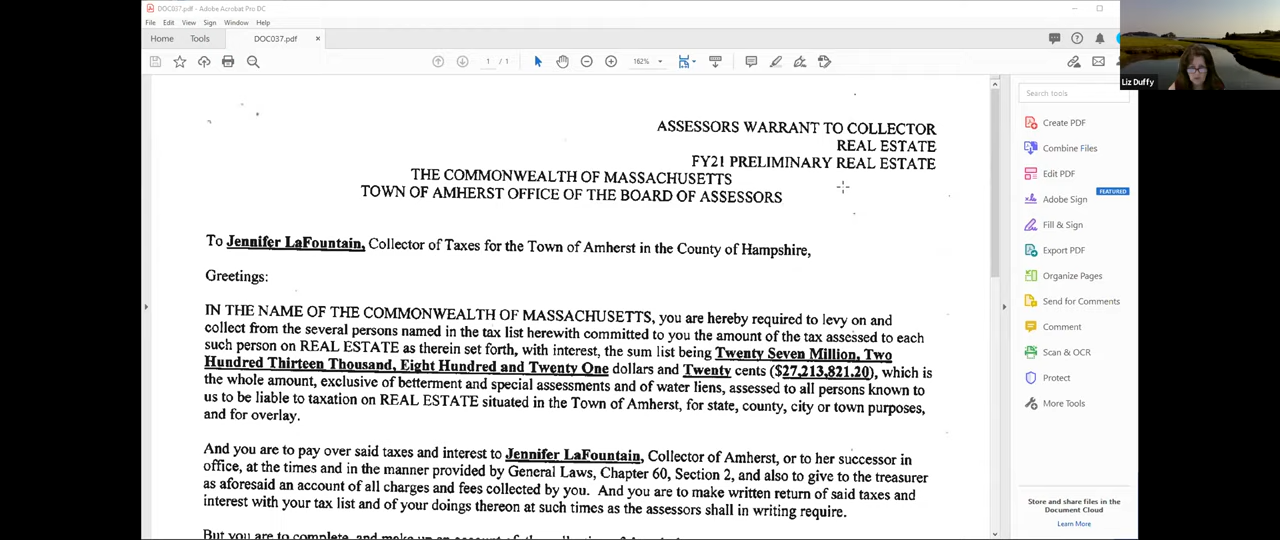 DOC037.pdf - Adobe Acrobat Pro DC
File Edit View Sign Window Help
Home Tools DOC037.pdf ×
1 / 1 162%
Liz Duffy
Search tools
Create PDF
Combine Files
Edit PDF
FEATURED
Adobe Sign
Fill & Sign
Export PDF
Organize Pages
Send for Comments
Comment
Scan & OCR
Protect
More Tools
Store and share files in the
Document Cloud
Learn More
ASSESSORS WARRANT TO COLLECTOR
REAL ESTATE
FY21 PRELIMINARY REAL ESTATE
THE COMMONWEALTH OF MASSACHUSETTS
TOWN OF AMHERST OFFICE OF THE BOARD OF ASSESSORS
To Jennifer LaFountain, Collector of Taxes for the Town of Amherst in the County of Hampshire,
Greetings:
IN THE NAME OF THE COMMONWEALTH OF MASSACHUSETTS, you are hereby required to levy on and
collect from the several persons named in the tax list herewith committed to you the amount of the tax assessed to each
such person on REAL ESTATE as therein set forth, with interest, the sum list being Twenty Seven Million, Two
Hundred Thirteen Thousand, Eight Hundred and Twenty One dollars and Twenty cents ($27,213,821.20), which is
the whole amount, exclusive of betterment and special assessments and of water liens, assessed to all persons known to
us to be liable to taxation on REAL ESTATE situated in the Town of Amherst, for state, county, city or town purposes,
and for overlay.
And you are to pay over said taxes and interest to Jennifer LaFountain, Collector of Amherst, or to her successor in
office, at the times and in the manner provided by General Laws, Chapter 60, Section 2, and also to give to the treasurer
as aforesaid an account of all charges and fees collected by you. And you are to make written return of said taxes and
interest with your tax list and of your doings thereon at such times as the assessors shall in writing require.
But you are to complete, and make up an account of the